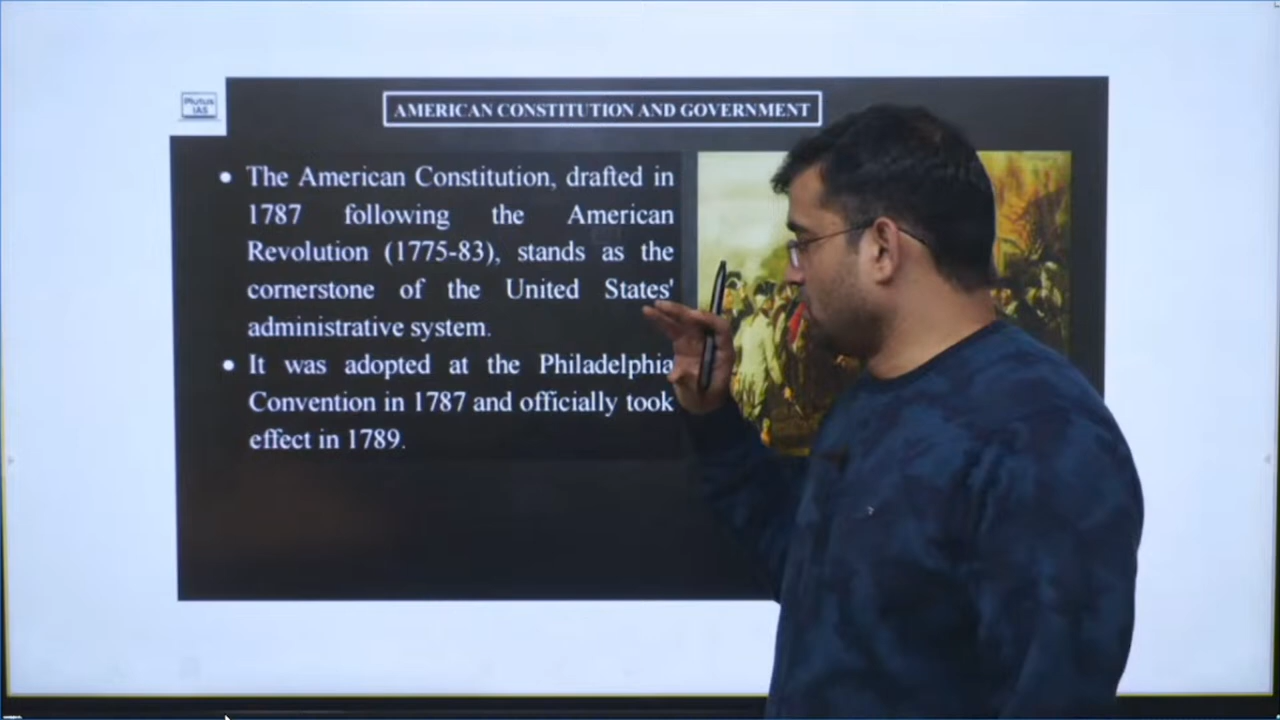 Plutus
IAS
AMERICAN CONSTITUTION AND GOVERNMENT
The American Constitution, drafted in
1787 following the American
Revolution (1775-83), stands as the
cornerstone of the United States'
administrative system.
It was adopted at the Philadelphia
Convention in 1787 and officially took
effect in 1789.